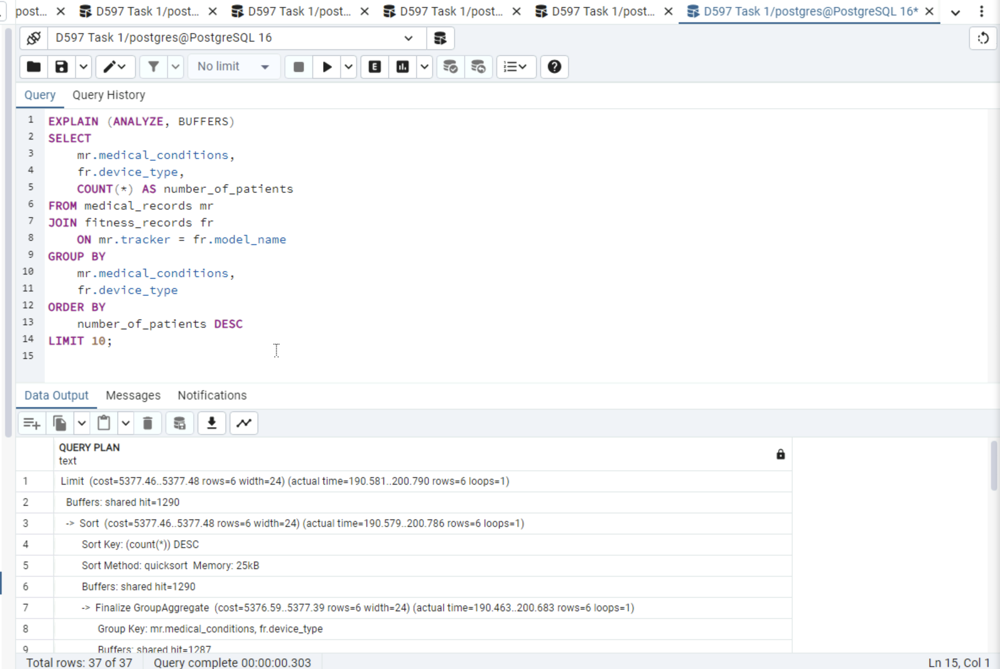 post... D597 Task 1/post... D597 Task 1/post... D597 Task 1/post... D597 Task 1/post... D597 Task 1/postgres@PostgreSQL 16*
D597 Task 1/postgres@PostgreSQL 16
No limit E
Query Query History
1 EXPLAIN (ANALYZE, BUFFERS)
2 SELECT
3 mr.medical_conditions,
4 fr.device_type,
5 COUNT(*) AS number_of_patients
6 FROM medical_records mr
7 JOIN fitness_records fr
8 ON mr.tracker = fr.model_name
9 GROUP BY
10 mr.medical_conditions,
11 fr.device_type
12 ORDER BY
13 number_of_patients DESC
14 LIMIT 10;
15
Data Output Messages Notifications
QUERY PLAN
text
1 Limit (cost=5377.46..5377.48 rows=6 width=24) (actual time=190.581..200.790 rows=6 loops=1)
2 Buffers: shared hit=1290
3 -> Sort (cost=5377.46..5377.48 rows=6 width=24) (actual time=190.579..200.786 rows=6 loops=1)
4 Sort Key: (count(*)) DESC
5 Sort Method: quicksort Memory: 25kB
6 Buffers: shared hit=1290
7 -> Finalize GroupAggregate (cost=5376.59..5377.39 rows=6 width=24) (actual time=190.463..200.683 rows=6 loops=1)
8 Group Key: mr.medical_conditions, fr.device_type
9 Buffers: shared hit=1287
Total rows: 37 of 37 Query complete 00:00:00.303 Ln 15, Col 1